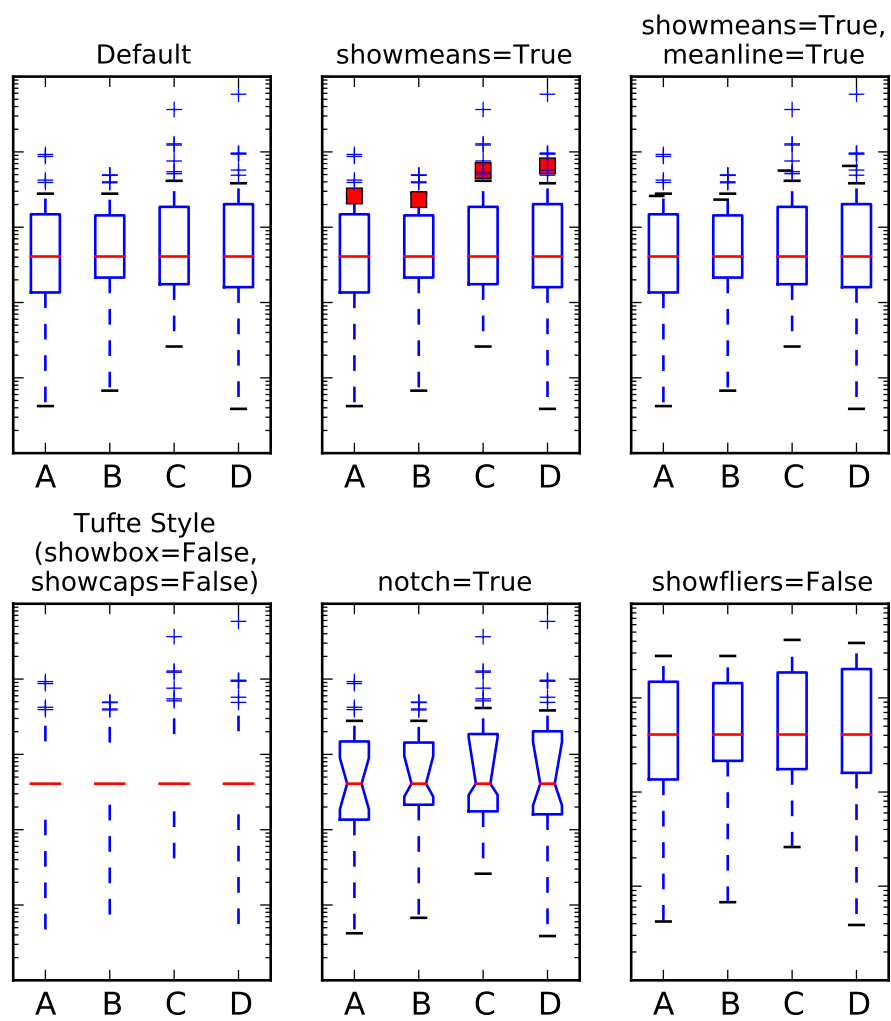 Default
showmeans=True
showmeans=True,
meanline=True
A B C D
A B C D
A B C D
Tufte Style
(showbox=False,
showcaps=False)
notch=True
showfliers=False
A B C D
A B C D
A B C D